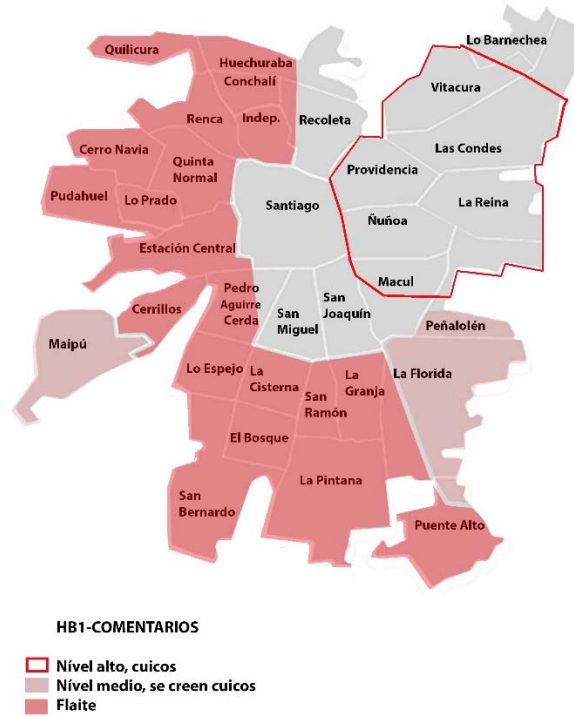 Lo Barnechea
Quilicura
Huechuraba
Conchalí
Vitacura
Renca
Indep.
Recoleta
Las Condes
Cerro Navia
Quinta
Normal
Providencia
Pudahuel
Lo Prado
Santiago
La Reina
Ñuñoa
Estación Central
Macul
Pedro
Aguirre
Cerda
San
Joaquín
San
Miguel
Cerrillos
Peñalolén
Maipú
Lo Espejo
La
Cisterna
La
Granja
La Florida
San
Ramón
El Bosque
La Pintana
San
Bernardo
Puente Alto
HB1-COMENTARIOS
Nível alto, cuicos
Nível medio, se creen cuicos
Flaite